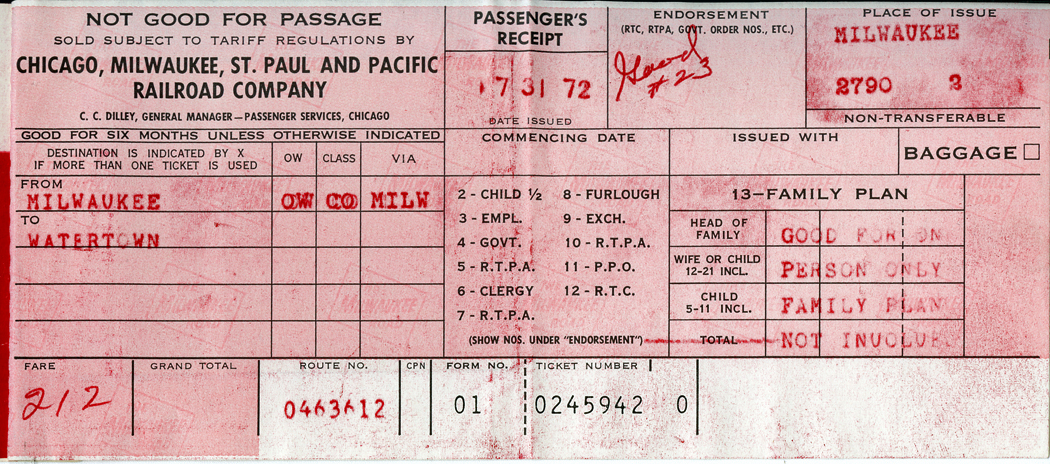 NOT GOOD FOR PASSAGE
SOLD SUBJECT TO TARIFF REGULATIONS BY
CHICAGO, MILWAUKEE, ST. PAUL AND PACIFIC
RAILROAD COMPANY
C. C. DILLEY, GENERAL MANAGER—PASSENGER SERVICES, CHICAGO
PASSENGER'S
RECEIPT
7 31 72
DATE ISSUED
ENDORSEMENT
(RTC, RTPA, GOVT. ORDER NOS., ETC.)
Good
#23
PLACE OF ISSUE
MILWAUKEE
2790 2
NON-TRANSFERABLE
GOOD FOR SIX MONTHS UNLESS OTHERWISE INDICATED
DESTINATION IS INDICATED BY X
IF MORE THAN ONE TICKET IS USED
OW
CLASS
VIA
FROM
MILWAUKEE OW CO MILW
TO
WATERTOWN
COMMENCING DATE
2 - CHILD ½
3 - EMPL.
4 - GOVT.
5 - R.T.P.A.
6 - CLERGY
7 - R.T.P.A.
8 - FURLOUGH
9 - EXCH.
10 - R.T.P.A.
11 - P.P.O.
12 - R.T.C.
(SHOW NOS. UNDER "ENDORSEMENT")
ISSUED WITH
BAGGAGE
13—FAMILY PLAN
HEAD OF
FAMILY
GOOD FOR ON
WIFE OR CHILD
12-21 INCL.
PERSON ONLY
CHILD
5-11 INCL.
FAMILY PLAN
TOTAL
NOT INVOLVED
FARE
212
GRAND TOTAL
ROUTE NO.
0463612
CPN
FORM NO.
01
TICKET NUMBER
0245942 0